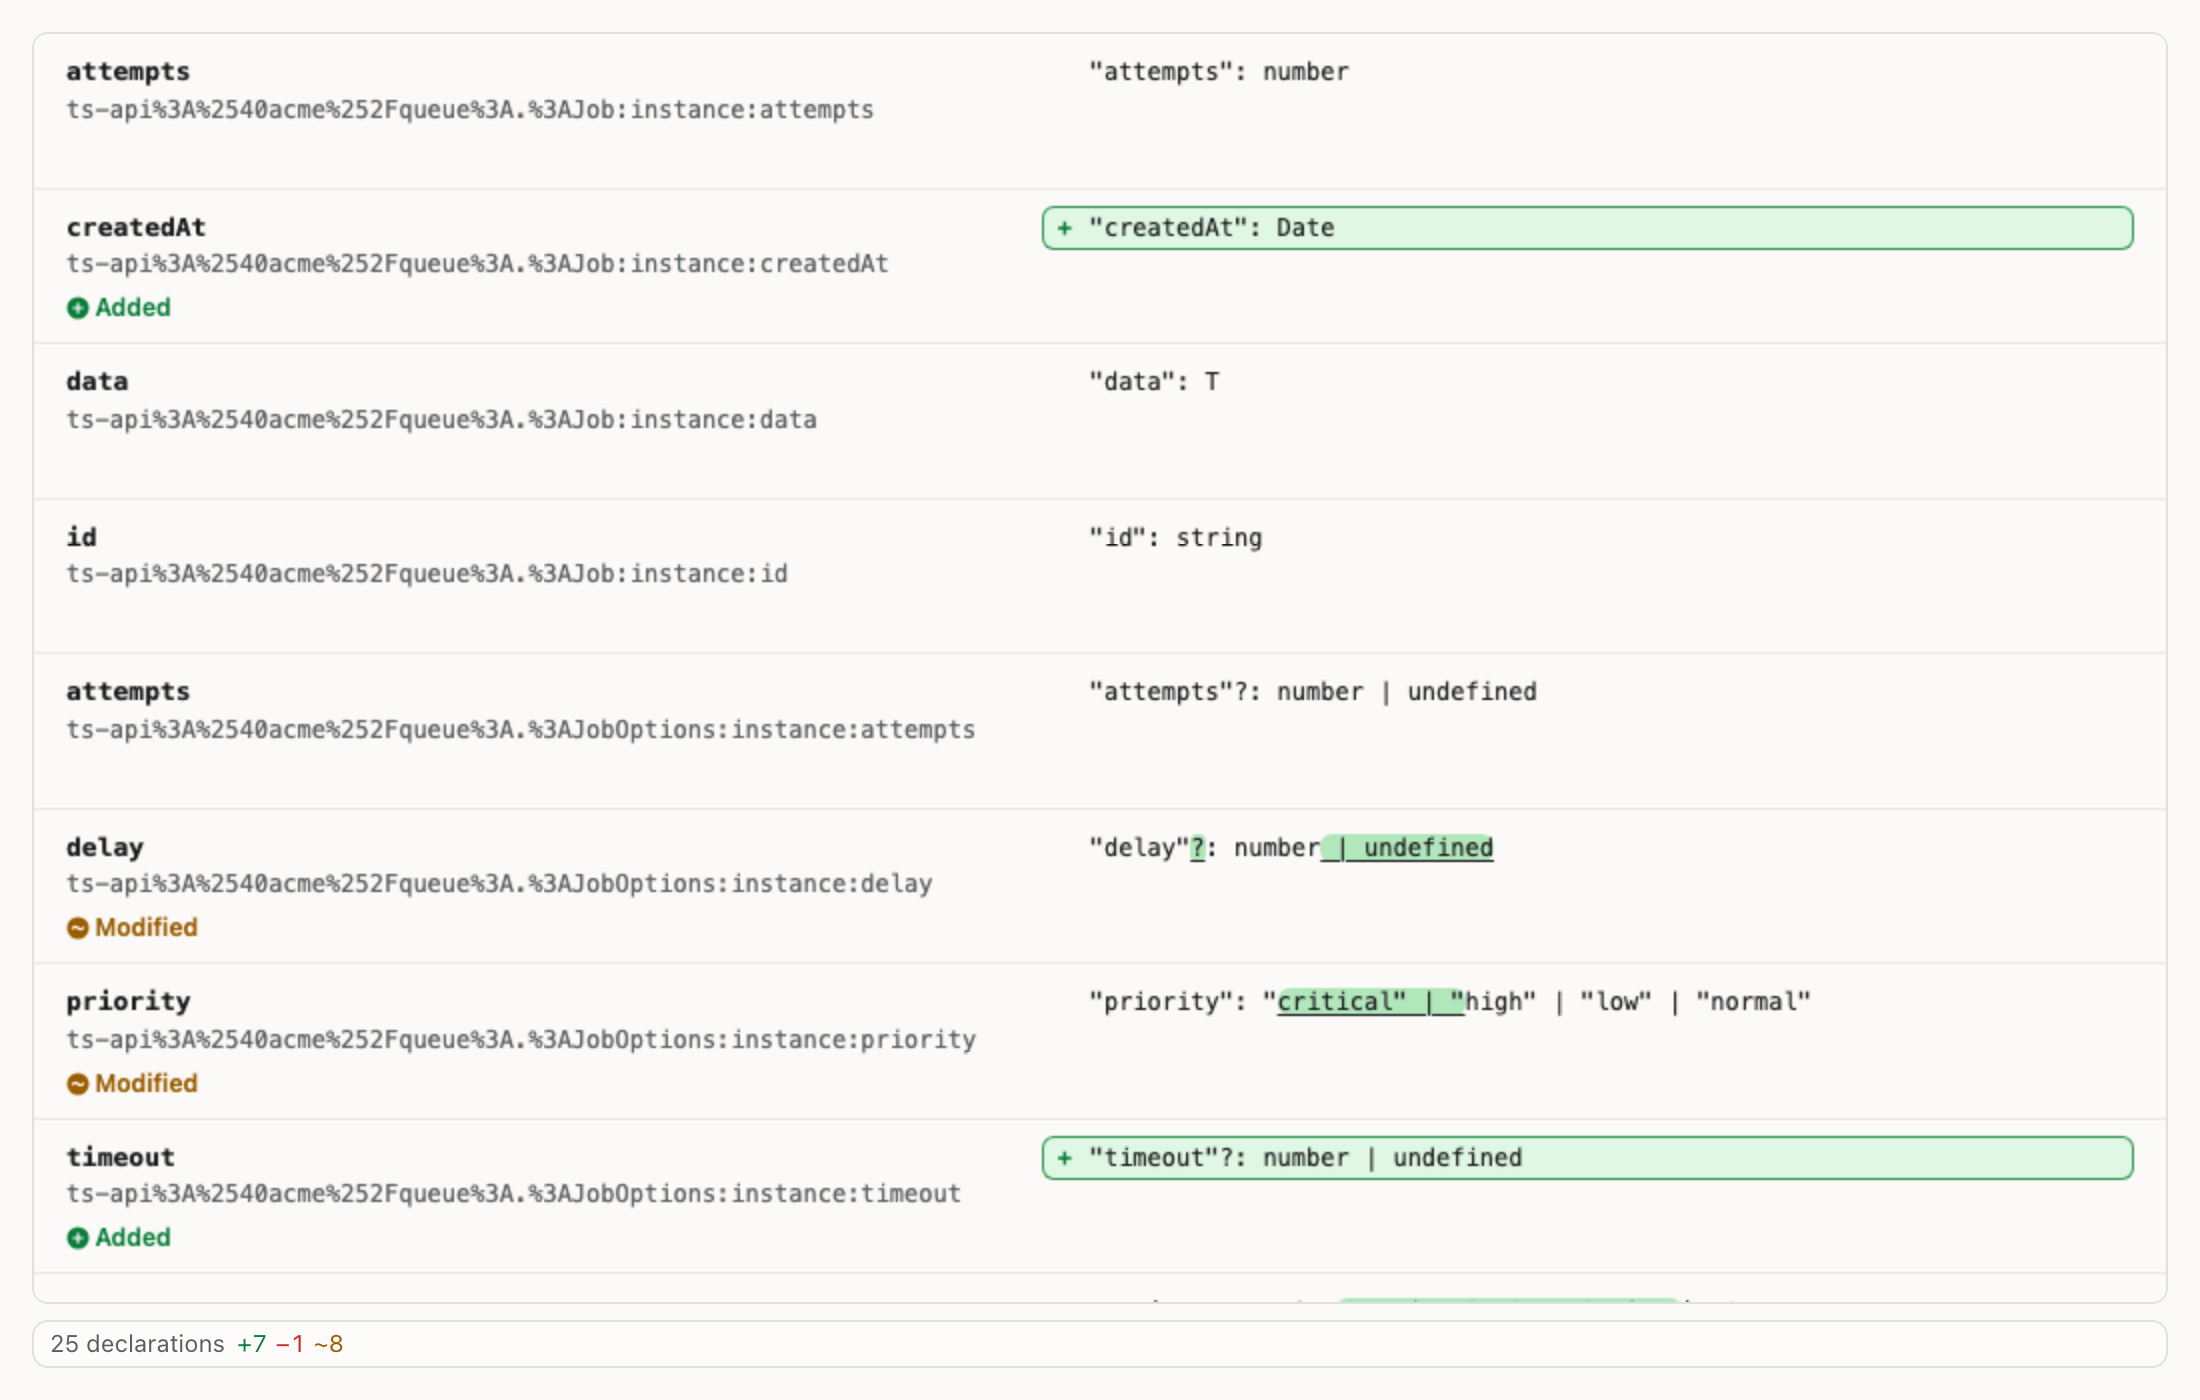 attempts
"attempts": number
ts-api%3A%2540acme%252Fqueue%3A.%3AJob:instance:attempts
createdAt
+ "createdAt": Date
ts-api%3A%2540acme%252Fqueue%3A.%3AJob:instance:createdAt
Added
data
"data": T
ts-api%3A%2540acme%252Fqueue%3A.%3AJob:instance:data
id
"id": string
ts-api%3A%2540acme%252Fqueue%3A.%3AJob:instance:id
attempts
"attempts"?: number | undefined
ts-api%3A%2540acme%252Fqueue%3A.%3AJobOptions:instance:attempts
delay
"delay"?: number | undefined
ts-api%3A%2540acme%252Fqueue%3A.%3AJobOptions:instance:delay
Modified
priority
"priority": "critical" | "high" | "low" | "normal"
ts-api%3A%2540acme%252Fqueue%3A.%3AJobOptions:instance:priority
Modified
timeout
+ "timeout"?: number | undefined
ts-api%3A%2540acme%252Fqueue%3A.%3AJobOptions:instance:timeout
Added
25 declarations +7 −1 ~8